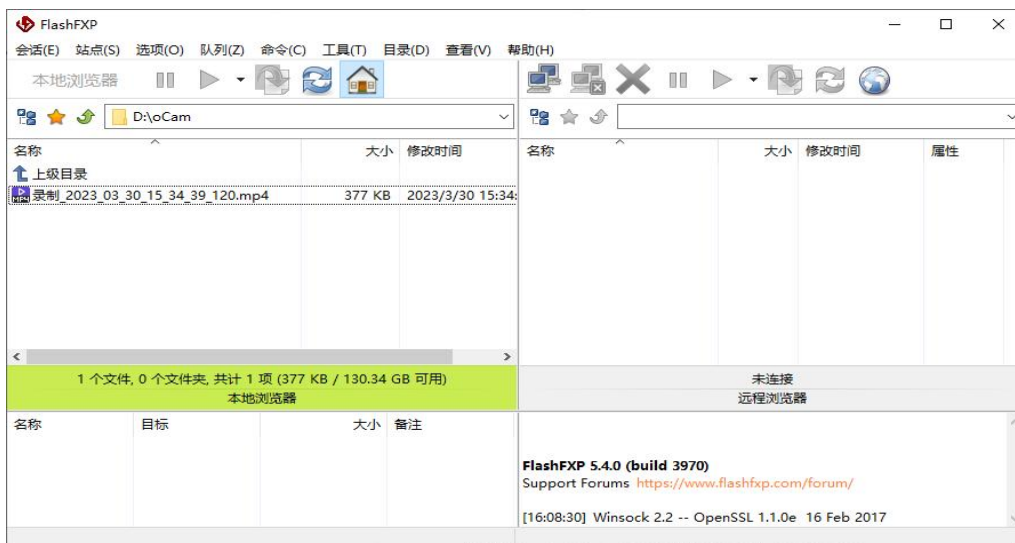 FlashFXP
会话(E) 站点(S) 选项(O) 队列(Z) 命令(C) 工具(T) 目录(D) 查看(V) 帮助(H)
本地浏览器
D:\oCam
名称 大小 修改时间
上级目录
录制_2023_03_30_15_34_39_120.mp4 377 KB 2023/3/30 15:34:
1 个文件, 0 个文件夹, 共计 1 项 (377 KB / 130.34 GB 可用)
本地浏览器
名称 大小 修改时间 属性
未连接
远程浏览器
名称 目标 大小 备注
FlashFXP 5.4.0 (build 3970)
Support Forums https://www.flashfxp.com/forum/
[16:08:30] Winsock 2.2 -- OpenSSL 1.1.0e 16 Feb 2017